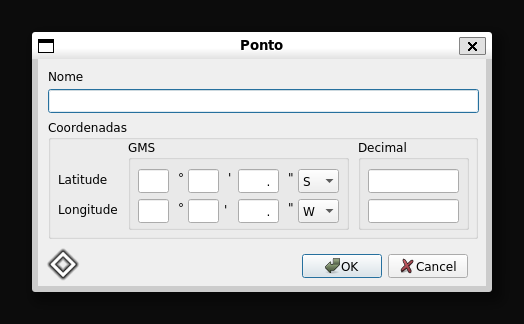 Ponto
Nome
Coordenadas
GMS Decimal
Latitude ° ' . " S
Longitude ° ' . " W
OK Cancel